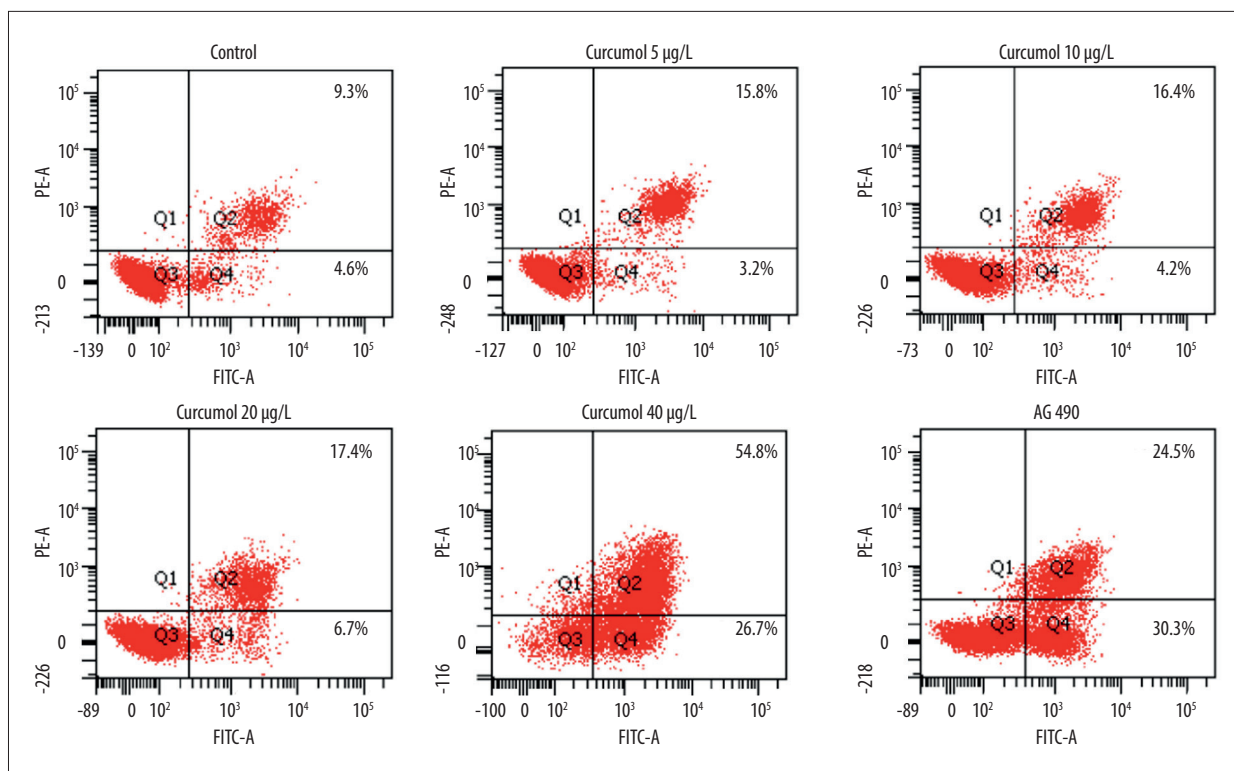 Control
9.3%
10⁵
10⁴
PE-A
10³
Q1
Q2
4.6%
0
Q3
Q4
-213
-139
0
10²
10³
10⁴
10⁵
FITC-A
Curcumol 5 µg/L
15.8%
10⁵
10⁴
PE-A
10³
Q1
Q2
3.2%
0
Q3
Q4
-248
-127
0
10²
10³
10⁴
10⁵
FITC-A
Curcumol 10 µg/L
16.4%
10⁵
10⁴
PE-A
10³
Q1
Q2
4.2%
0
Q3
Q4
-226
-73
0
10²
10³
10⁴
10⁵
FITC-A
Curcumol 20 µg/L
17.4%
10⁵
10⁴
PE-A
10³
Q1
Q2
6.7%
0
Q3
Q4
-226
-89
0
10²
10³
10⁴
10⁵
FITC-A
Curcumol 40 µg/L
54.8%
10⁵
10⁴
PE-A
10³
Q1
Q2
26.7%
0
Q3
Q4
-116
-100
0
10²
10³
10⁴
10⁵
FITC-A
AG 490
24.5%
10⁵
10⁴
PE-A
10³
Q1
Q2
30.3%
0
Q3
Q4
-218
-89
0
10²
10³
10⁴
10⁵
FITC-A